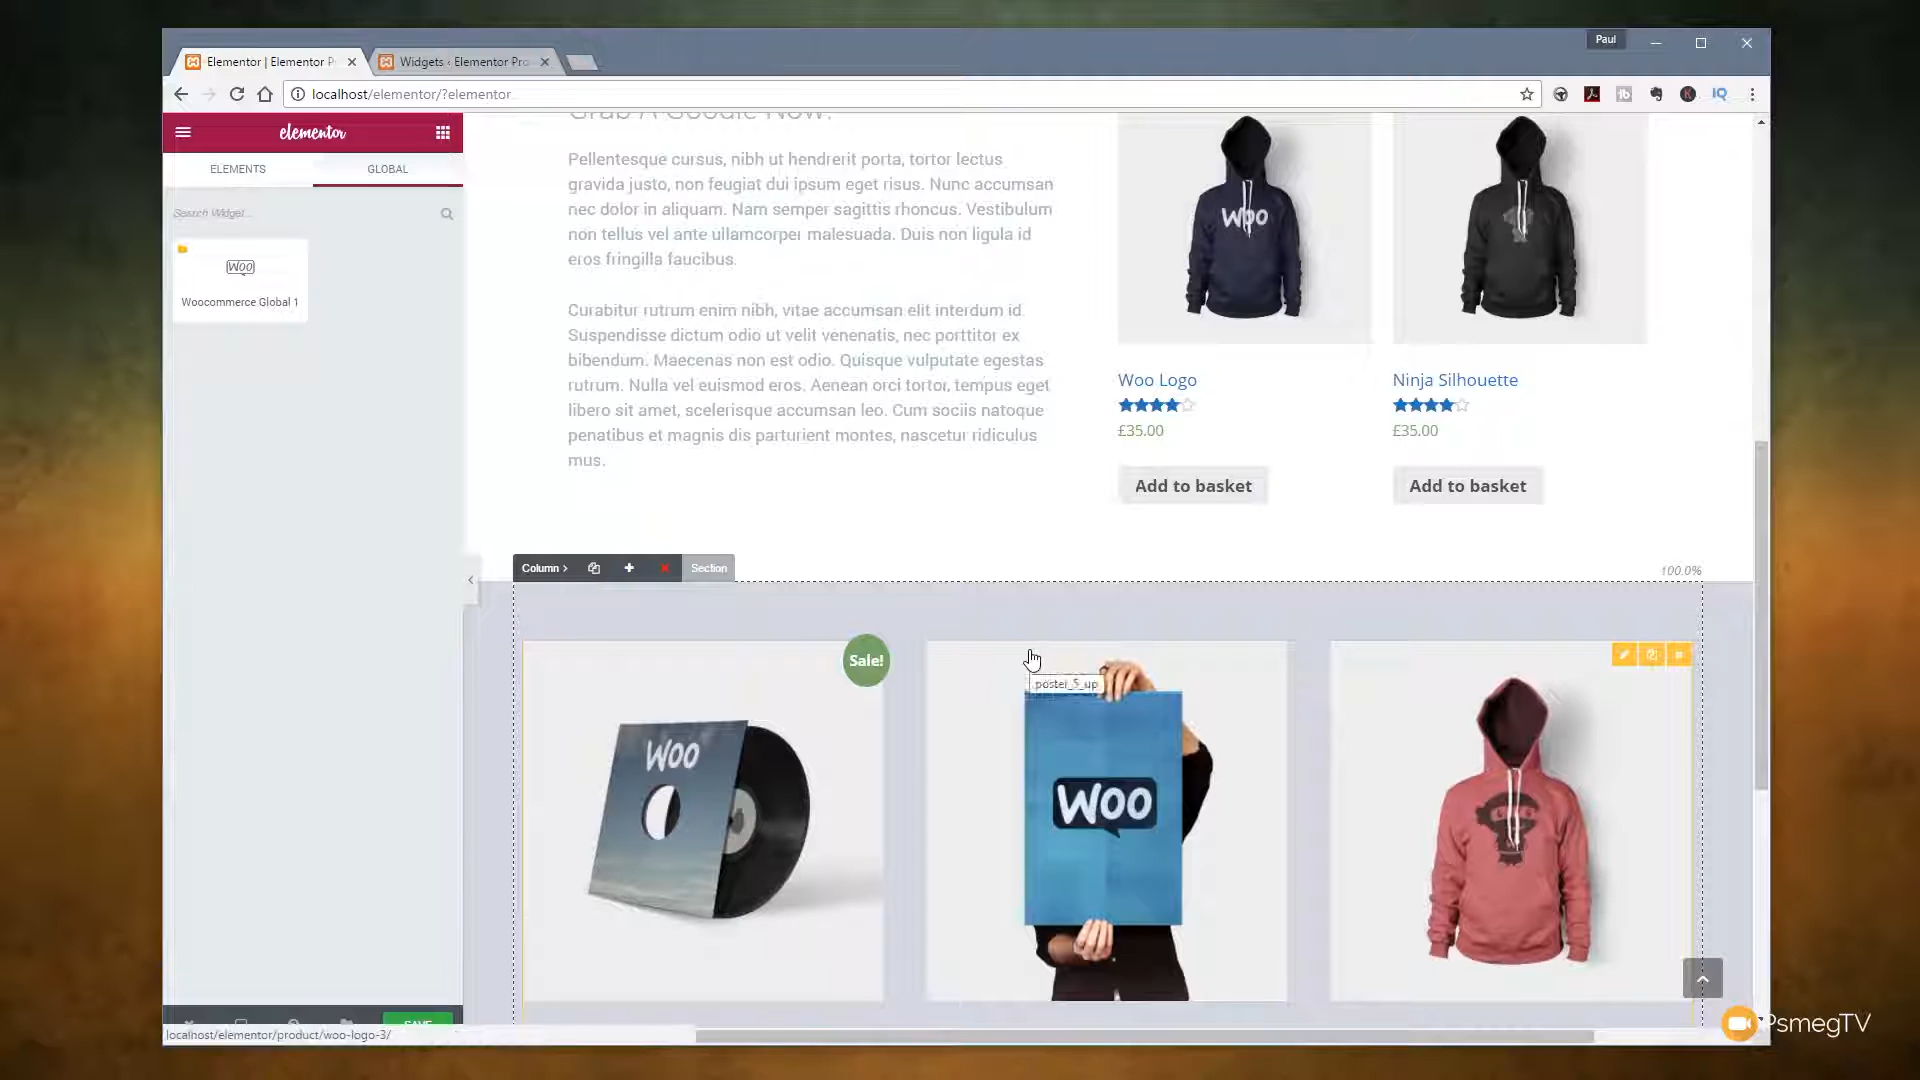 Paul
Elementor | Elementor P
Widgets ‹ Elementor Pro
localhost/elementor/?elementor
elementor
ELEMENTS
GLOBAL
Search Widget...
Woo
Woocommerce Global 1
Grab A Goodie Now!
Pellentesque cursus, nibh ut hendrerit porta, tortor lectus
gravida justo, non feugiat dui ipsum eget risus. Nunc accumsan
nec dolor in aliquam. Nam semper sagittis rhoncus. Vestibulum
non tellus vel ante ullamcorper malesuada. Duis non ligula id
eros fringilla faucibus.
Curabitur rutrum enim nibh, vitae accumsan elit interdum id.
Suspendisse dictum odio ut velit venenatis, nec porttitor ex
bibendum. Maecenas non est odio. Quisque vulputate egestas
rutrum. Nulla vel euismod eros. Aenean orci tortor, tempus eget
libero sit amet, scelerisque accumsan leo. Cum sociis natoque
penatibus et magnis dis parturient montes, nascetur ridiculus
mus.
Woo
Woo Logo
£35.00
Add to basket
Ninja Silhouette
£35.00
Add to basket
Column
Section
100.0%
Sale!
Woo
poster_5_up
Woo
SAVE
localhost/elementor/product/woo-logo-3/
PsmegTV